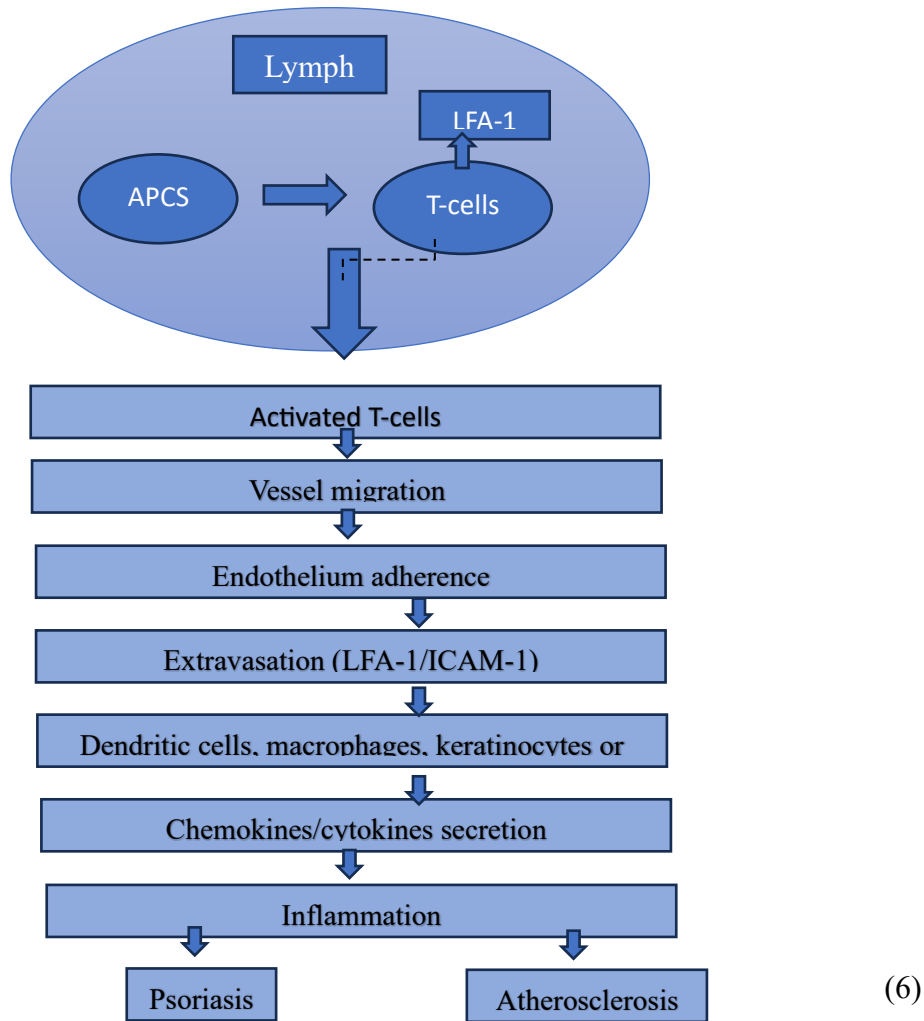 Lymph
LFA-1
APCS
T-cells
Activated T-cells
Vessel migration
Endothelium adherence
Extravasation (LFA-1/ICAM-1)
Dendritic cells, macrophages, keratinocytes or
Chemokines/cytokines secretion
Inflammation
Psoriasis
Atherosclerosis
(6)